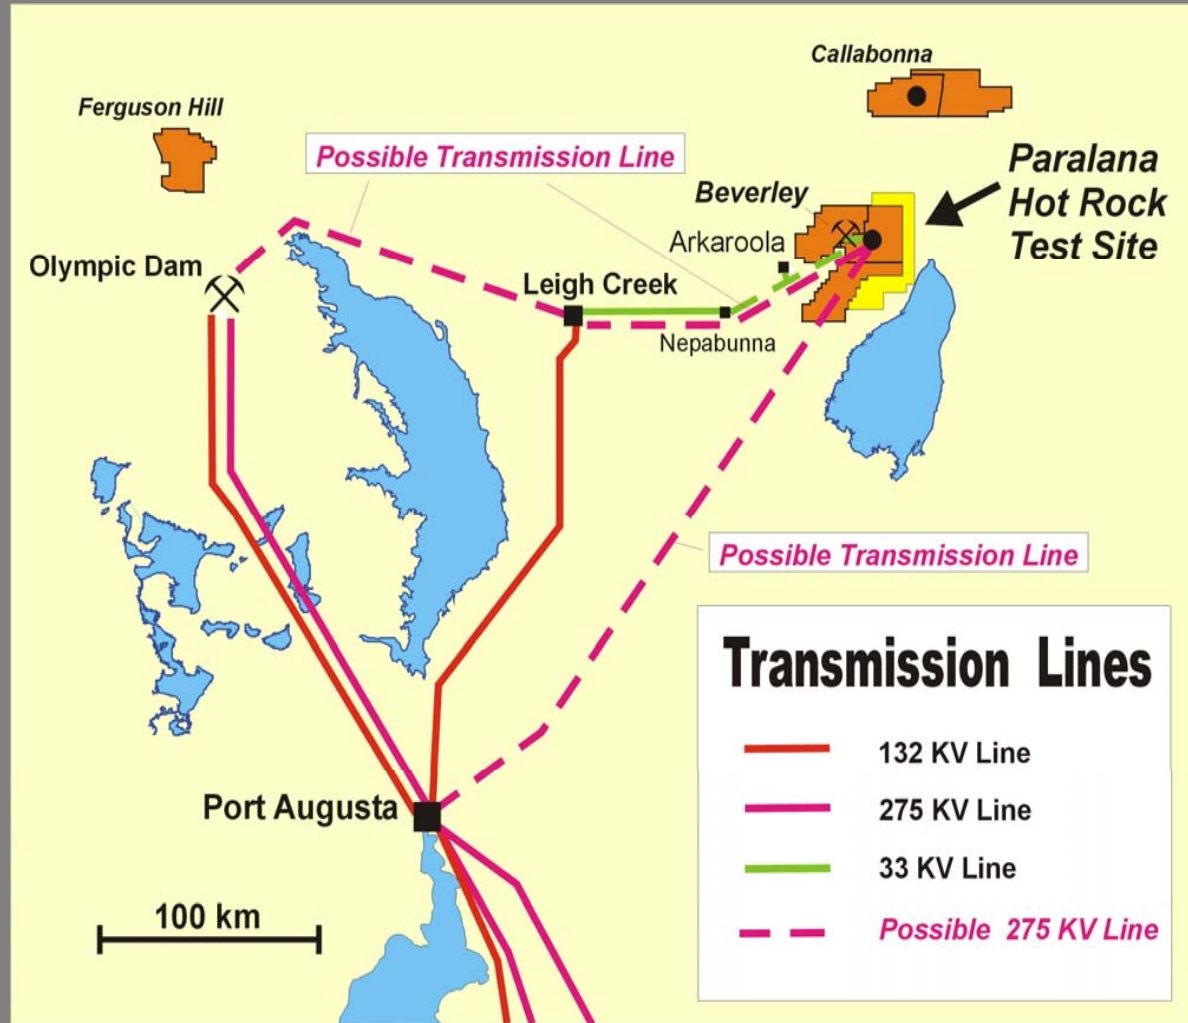 Callabonna
Ferguson Hill
Possible Transmission Line
Paralana
Hot Rock
Test Site
Beverley
Arkaroola
Olympic Dam
Leigh Creek
Nepabunna
Possible Transmission Line
Transmission Lines
132 KV Line
275 KV Line
33 KV Line
Possible 275 KV Line
Port Augusta
100 km